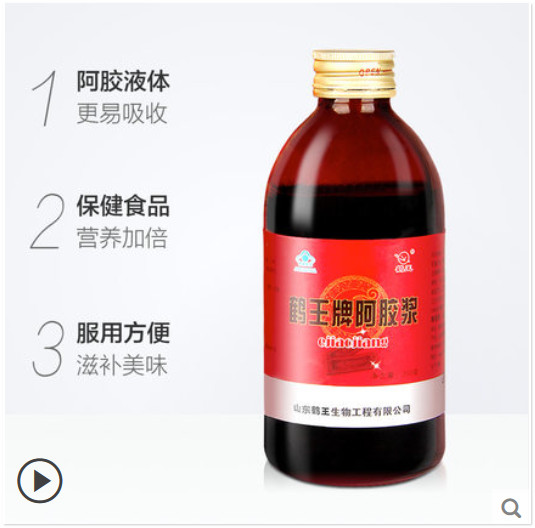 1
阿胶液体
更易吸收
2
保健食品
营养加倍
3
服用方便
滋补美味
OPEN
鹤王牌阿胶浆
ejiaojiang
山东鹤王生物工程有限公司